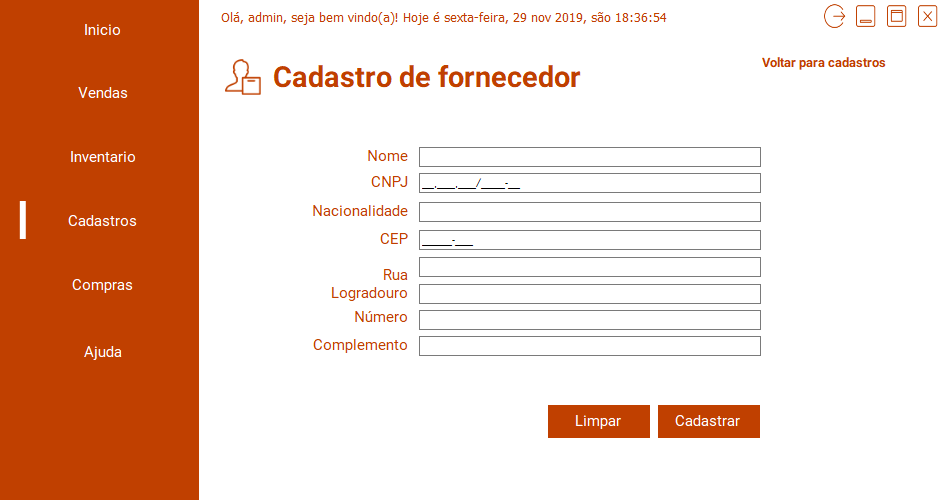 Olá, admin, seja bem vindo(a)! Hoje é sexta-feira, 29 nov 2019, são 18:36:54
Inicio
Vendas
Inventario
Cadastros
Compras
Ajuda
Cadastro de fornecedor
Voltar para cadastros
Nome
CNPJ __.___.___/____-__
Nacionalidade
CEP _____-___
Rua
Logradouro
Número
Complemento
Limpar
Cadastrar